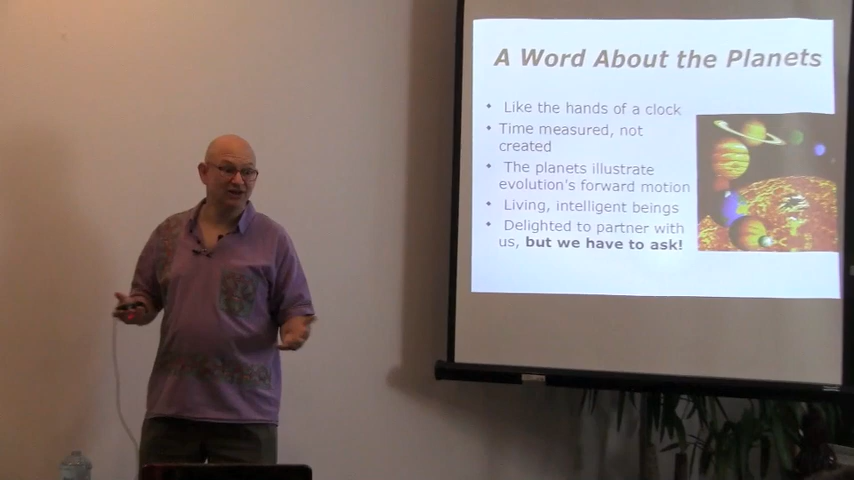 A Word About the Planets
• Like the hands of a clock
• Time measured, not
created
• The planets illustrate
evolution's forward motion
• Living, intelligent beings
• Delighted to partner with
us, but we have to ask!